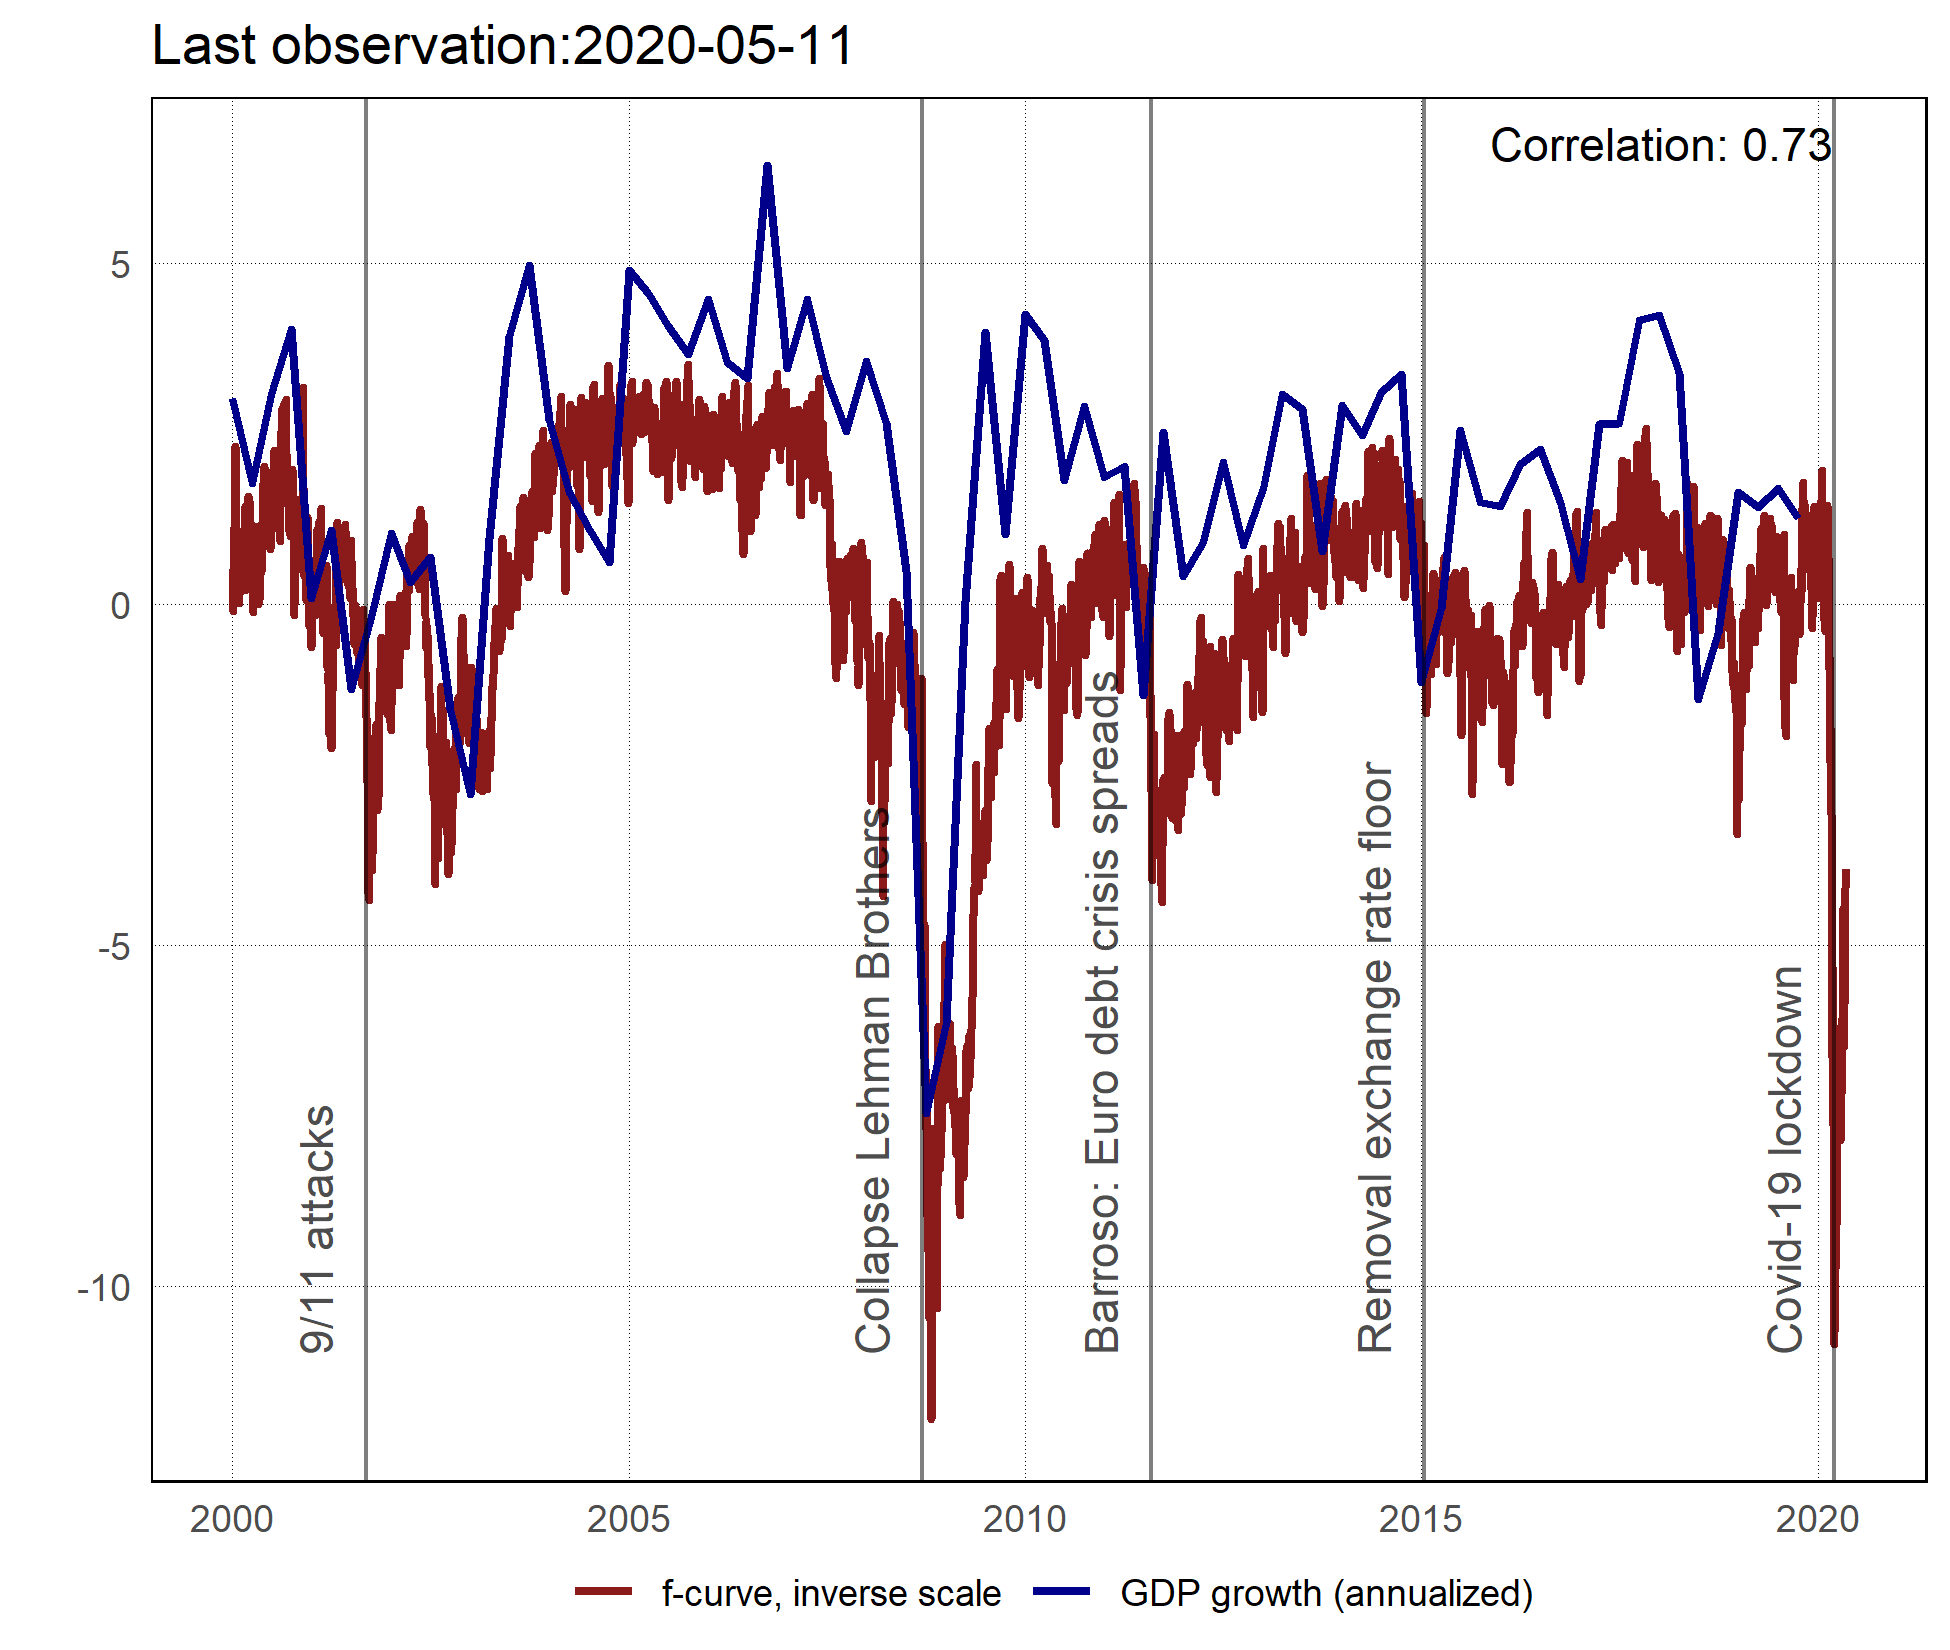 Last observation:2020-05-11
Correlation: 0.73
5
0
-5
-10
9/11 attacks
Collapse Lehman Brothers
Barroso: Euro debt crisis spreads
Removal exchange rate floor
Covid-19 lockdown
2000 2005 2010 2015 2020
f-curve, inverse scale GDP growth (annualized)